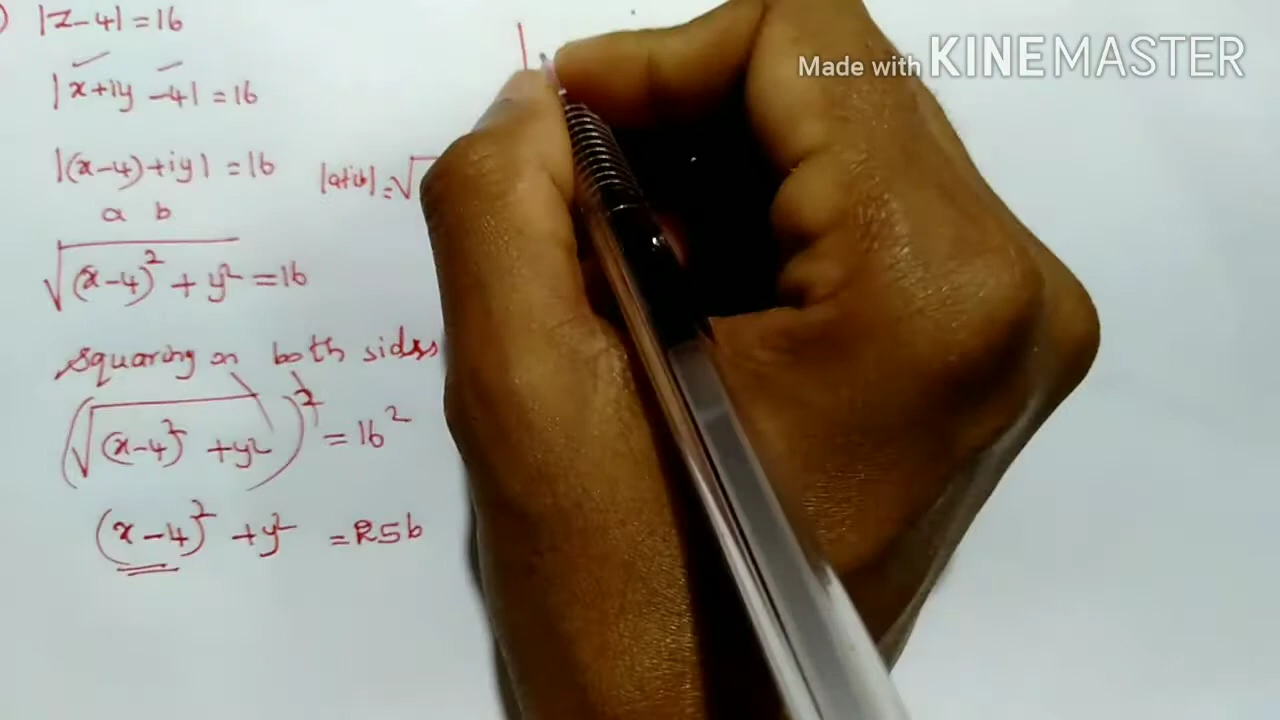 ) |Z-4| = 16
Made with KINEMASTER
|x+iy -4| = 16
|(x-4)+iy| = 16 |a+ib| = √
a b
√(x-4)² + y² = 16
squaring on both sides
(√(x-4)² + y²)² = 16²
(x-4)² + y² = 256